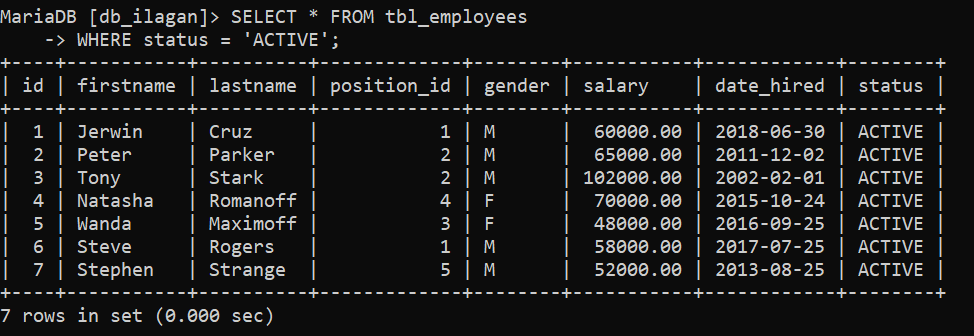 MariaDB [db_ilagan]> SELECT * FROM tbl_employees
    -> WHERE status = 'ACTIVE';
+----+-----------+----------+-------------+--------+-----------+------------+--------+
| id | firstname | lastname | position_id | gender | salary    | date_hired | status |
+----+-----------+----------+-------------+--------+-----------+------------+--------+
|  1 | Jerwin    | Cruz     |           1 | M      |  60000.00 | 2018-06-30 | ACTIVE |
|  2 | Peter     | Parker   |           2 | M      |  65000.00 | 2011-12-02 | ACTIVE |
|  3 | Tony      | Stark    |           2 | M      | 102000.00 | 2002-02-01 | ACTIVE |
|  4 | Natasha   | Romanoff |           4 | F      |  70000.00 | 2015-10-24 | ACTIVE |
|  5 | Wanda     | Maximoff |           3 | F      |  48000.00 | 2016-09-25 | ACTIVE |
|  6 | Steve     | Rogers   |           1 | M      |  58000.00 | 2017-07-25 | ACTIVE |
|  7 | Stephen   | Strange  |           5 | M      |  52000.00 | 2013-08-25 | ACTIVE |
+----+-----------+----------+-------------+--------+-----------+------------+--------+
7 rows in set (0.000 sec)